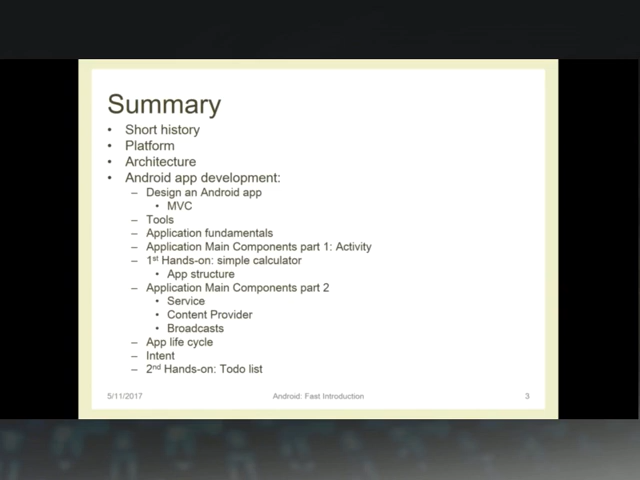 Summary
• Short history
• Platform
• Architecture
• Android app development:
– Design an Android app
• MVC
– Tools
– Application fundamentals
– Application Main Components part 1: Activity
– 1st Hands-on: simple calculator
• App structure
– Application Main Components part 2
• Service
• Content Provider
• Broadcasts
– App life cycle
– Intent
– 2nd Hands-on: Todo list
5/11/2017 Android: Fast Introduction 3